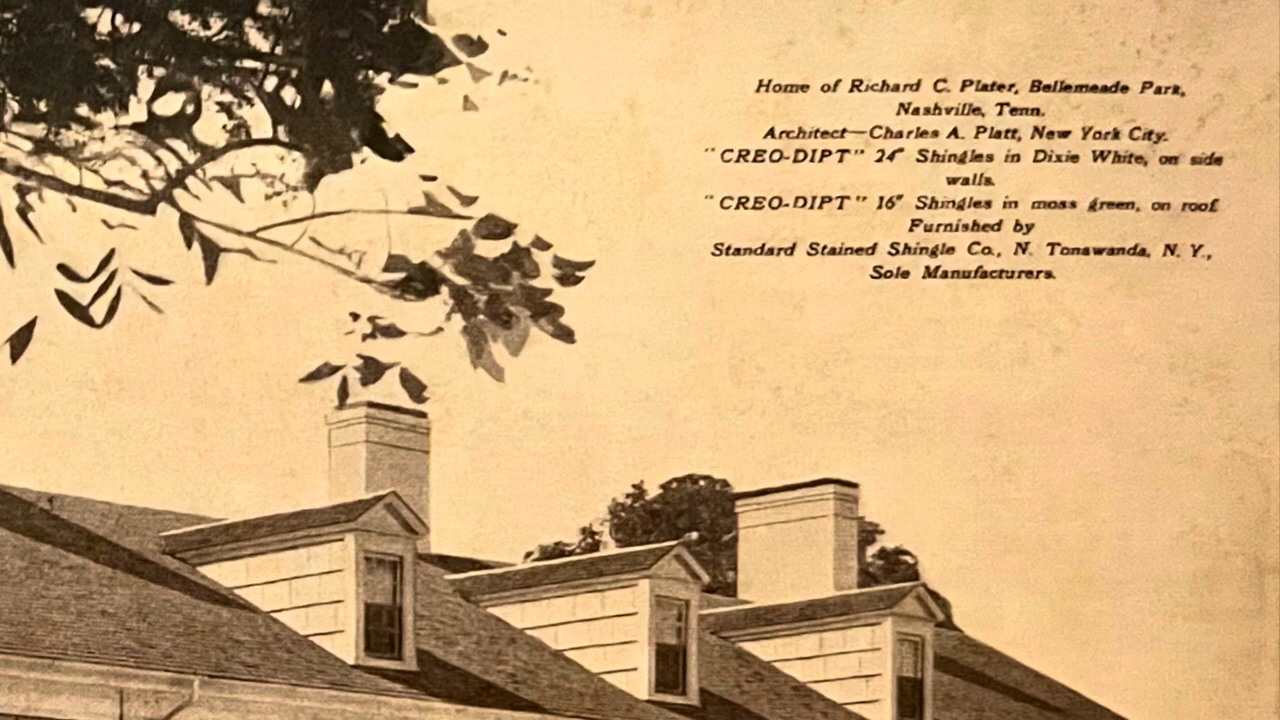 Home of Richard C. Plater, Bellemeade Park,
Nashville, Tenn.
Architect—Charles A. Platt, New York City.
"CREO-DIPT" 24" Shingles in Dixie White, on side
walls.
"CREO-DIPT" 16" Shingles in moss green, on roof
Furnished by
Standard Stained Shingle Co., N. Tonawanda, N. Y.,
Sole Manufacturers.